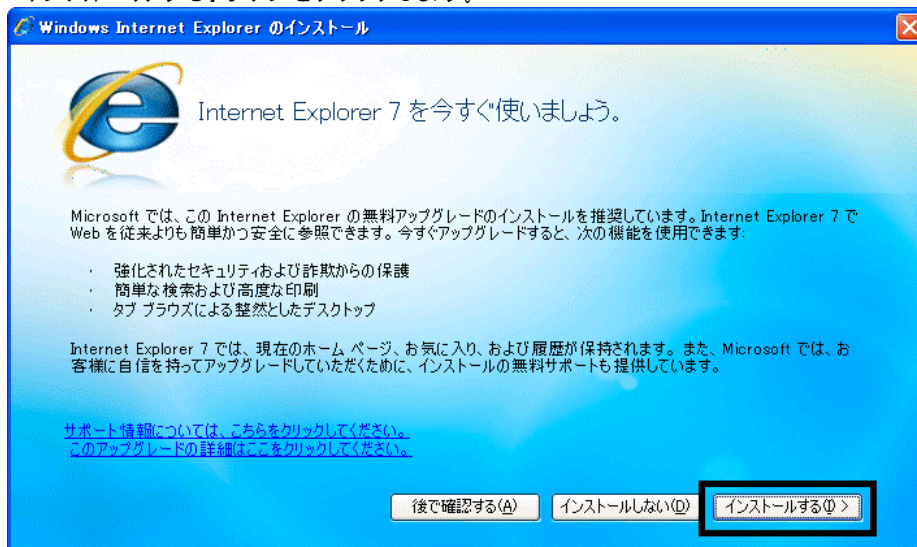 Windows Internet Explorer のインストール
Internet Explorer 7 を今すぐ使いましょう。
Microsoft では、この Internet Explorer の無料アップグレードのインストールを推奨しています。Internet Explorer 7 で
Web を従来よりも簡単かつ安全に参照できます。今すぐアップグレードすると、次の機能を使用できます:
・ 強化されたセキュリティおよび詐欺からの保護
・ 簡単な検索および高度な印刷
・ タブ ブラウズによる整然としたデスクトップ
Internet Explorer 7 では、現在のホーム ページ、お気に入り、および履歴が保持されます。また、Microsoft では、お
客様に自信を持ってアップグレードしていただくために、インストールの無料サポートも提供しています。
サポート情報については、こちらをクリックしてください。
このアップグレードの詳細はここをクリックしてください。
後で確認する(A) インストールしない(D) インストールする(I) >